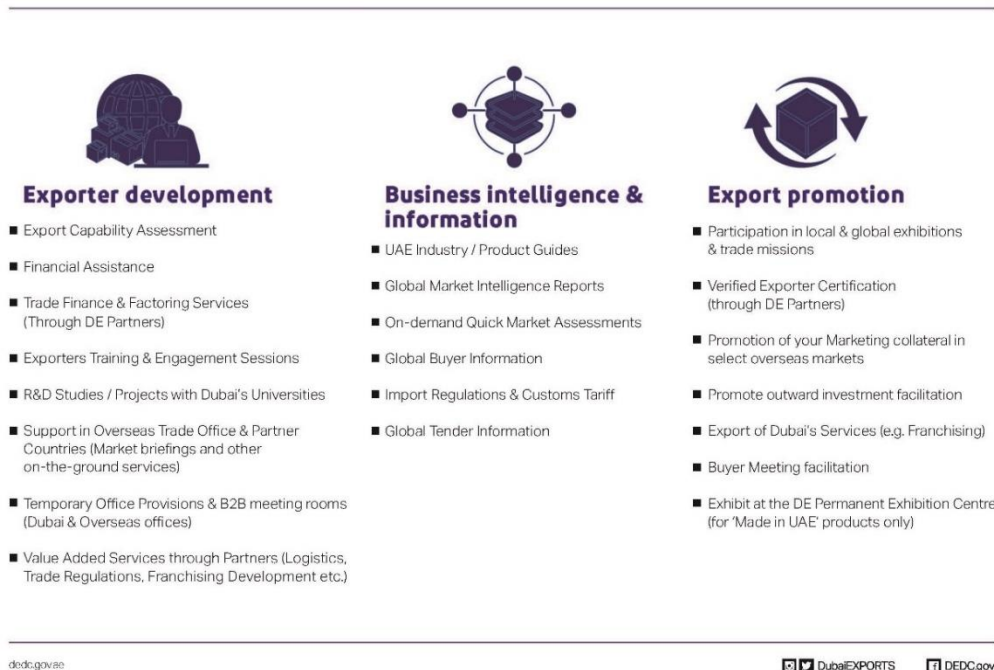 Exporter development
■ Export Capability Assessment
■ Financial Assistance
■ Trade Finance & Factoring Services
(Through DE Partners)
■ Exporters Training & Engagement Sessions
■ R&D Studies / Projects with Dubai's Universities
■ Support in Overseas Trade Office & Partner
Countries (Market briefings and other
on-the-ground services)
■ Temporary Office Provisions & B2B meeting rooms
(Dubai & Overseas offices)
■ Value Added Services through Partners (Logistics,
Trade Regulations, Franchising Development etc.)
Business intelligence &
information
■ UAE Industry / Product Guides
■ Global Market Intelligence Reports
■ On-demand Quick Market Assessments
■ Global Buyer Information
■ Import Regulations & Customs Tariff
■ Global Tender Information
Export promotion
■ Participation in local & global exhibitions
& trade missions
■ Verified Exporter Certification
(through DE Partners)
■ Promotion of your Marketing collateral in
select overseas markets
■ Promote outward investment facilitation
■ Export of Dubai's Services (e.g. Franchising)
■ Buyer Meeting facilitation
■ Exhibit at the DE Permanent Exhibition Centre
(for 'Made in UAE' products only)
dedc.gov.ae
DubaiEXPORTS
DEDC.gov